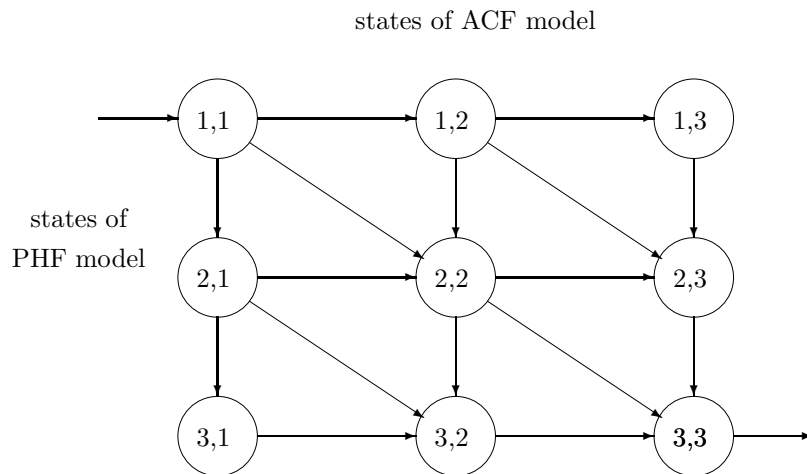 states of ACF model
1,1 1,2 1,3
states of
PHF model
2,1 2,2 2,3
3,1 3,2 3,3